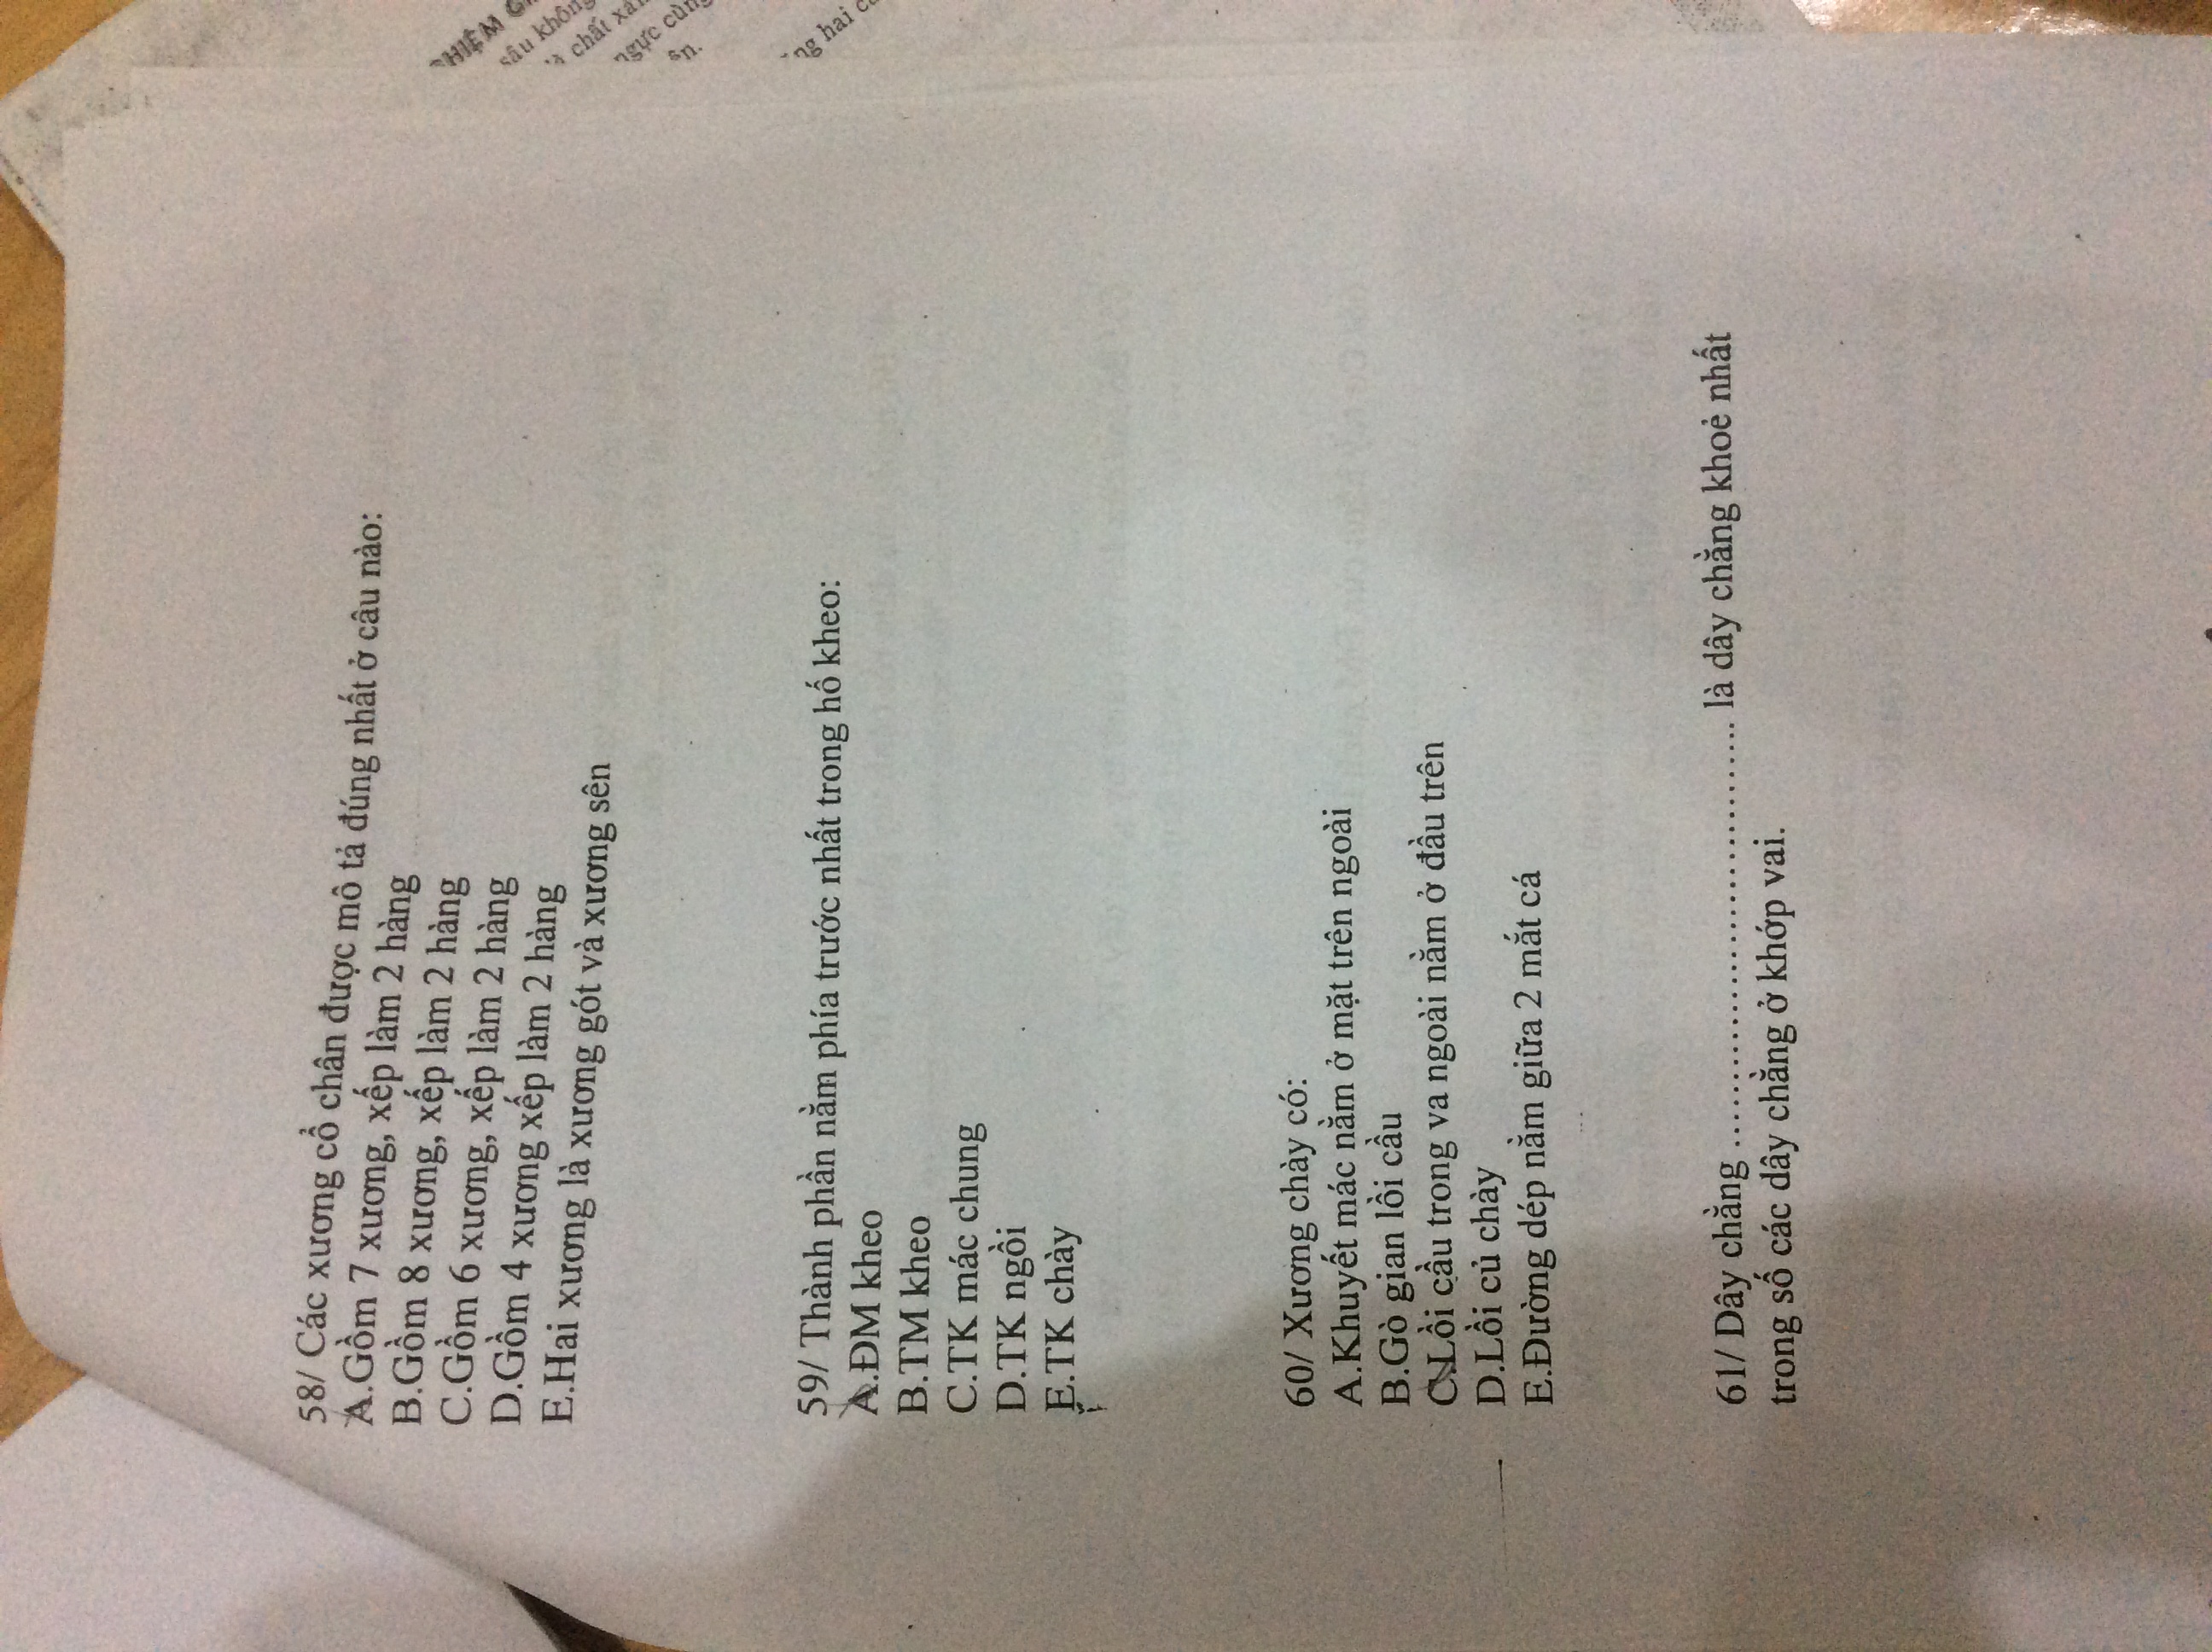 58/ Các xương cổ chân được mô tả đúng nhất ở câu nào:
A.Gồm 7 xương, xếp làm 2 hàng
B.Gồm 8 xương, xếp làm 2 hàng
C.Gồm 6 xương, xếp làm 2 hàng
D.Gồm 4 xương xếp làm 2 hàng
E.Hai xương là xương gót và xương sên
59/ Thành phần nằm phía trước nhất trong hố kheo:
A.ĐM kheo
B.TM kheo
C.TK mác chung
D.TK ngồi
E.TK chày
60/ Xương chày có:
A.Khuyết mác nằm ở mặt trên ngoài
B.Gò gian lồi cầu
C.Lồi cầu trong va ngoài nằm ở đầu trên
D.Lồi củ chày
E.Đường dép nằm giữa 2 mắt cá
61/ Dây chằng ................................ là dây chằng khoẻ nhất
trong số các dây chằng ở khớp vai.
câu không
chất
ngực
hai